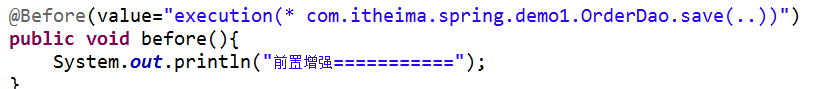 @Before(value="execution(* com.itheima.spring.demo1.OrderDao.save(..))")
public void before(){
System.out.println("前置增强===========");
}